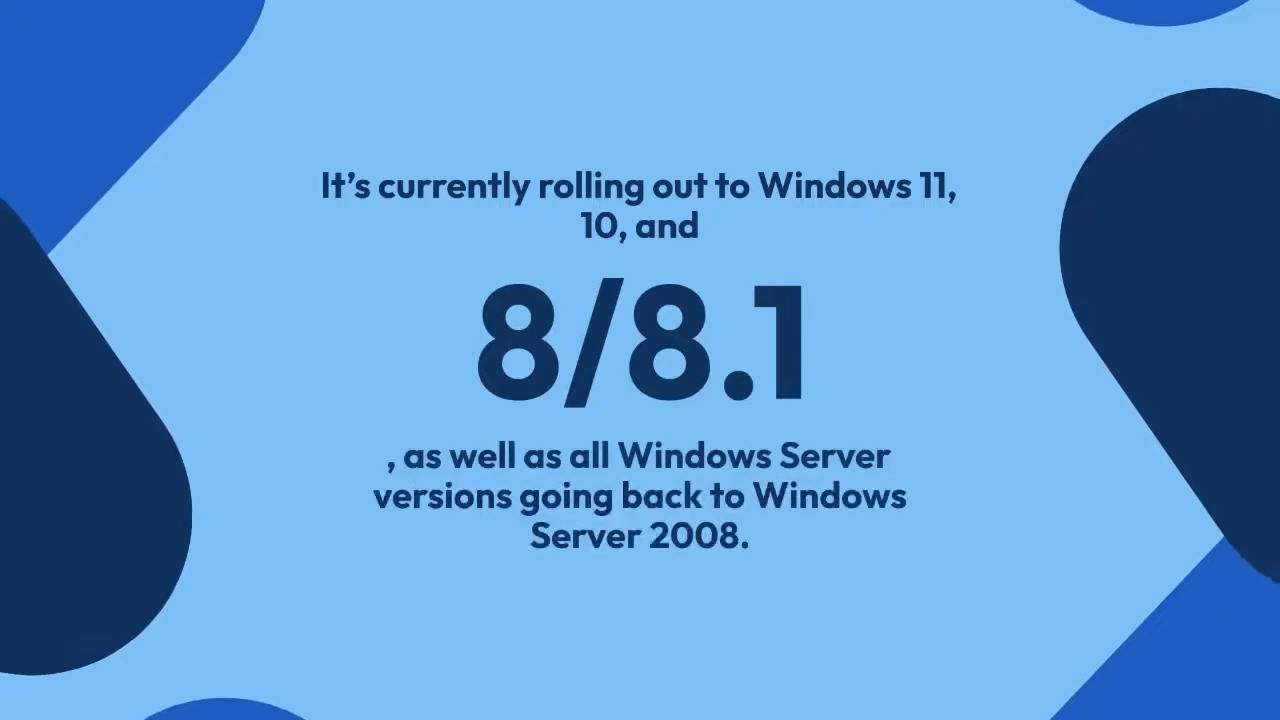 It’s currently rolling out to Windows 11,
10, and
8/8.1
, as well as all Windows Server
versions going back to Windows
Server 2008.